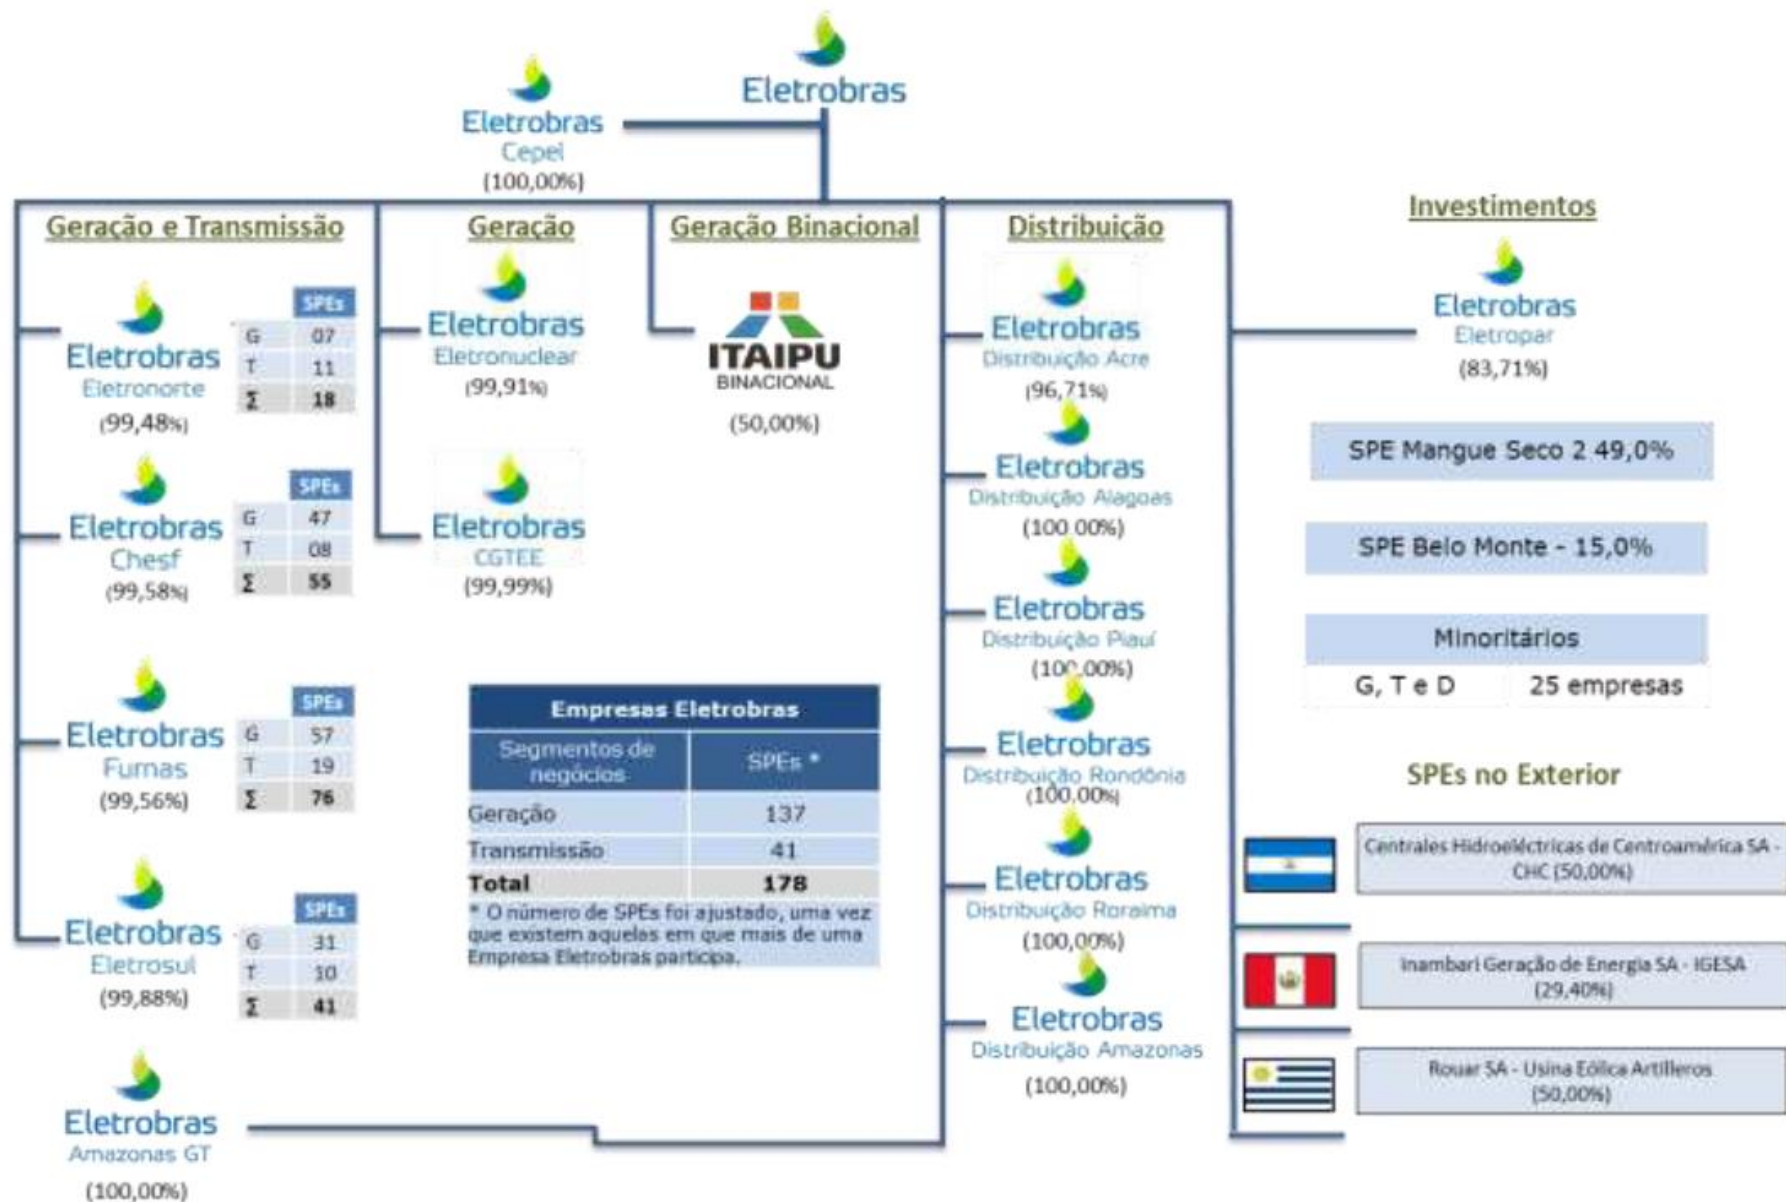 Eletrobras
Eletrobras
Cepel
(100,00%)
Geração e Transmissão
Eletrobras
Eletronorte
(99,48%)
SPEs
G 07
T 11
Σ 18
Eletrobras
Chesf
(99,58%)
SPEs
G 47
T 08
Σ 55
Eletrobras
Furnas
(99,56%)
SPEs
G 57
T 19
Σ 76
Eletrobras
Eletrosul
(99,88%)
SPEs
G 31
T 10
Σ 41
Eletrobras
Amazonas GT
(100,00%)
Geração
Eletrobras
Eletronuclear
(99,91%)
Eletrobras
CGTEE
(99,99%)
Geração Binacional
ITAIPU
BINACIONAL
(50,00%)
Empresas Eletrobras
Segmentos de
negócios
SPEs *
Geração 137
Transmissão 41
Total 178
* O número de SPEs foi ajustado, uma vez
que existem aquelas em que mais de uma
Empresa Eletrobras participa.
Distribuição
Eletrobras
Distribuição Acre
(96,71%)
Eletrobras
Distribuição Alagoas
(100 00%)
Eletrobras
Distribuição Piauí
(100,00%)
Eletrobras
Distribuição Rondônia
(100,00%)
Eletrobras
Distribuição Roraima
(100,00%)
Eletrobras
Distribuição Amazonas
(100,00%)
Investimentos
Eletrobras
Eletropar
(83,71%)
SPE Mangue Seco 2 49,0%
SPE Belo Monte - 15,0%
Minoritários
G, T e D 25 empresas
SPEs no Exterior
Centrales Hidroeléctricas de Centroamérica SA -
CHC (50,00%)
Inambari Geração de Energia SA - IGESA
(29,40%)
Rouar SA - Usina Eólica Artilleros
(50,00%)